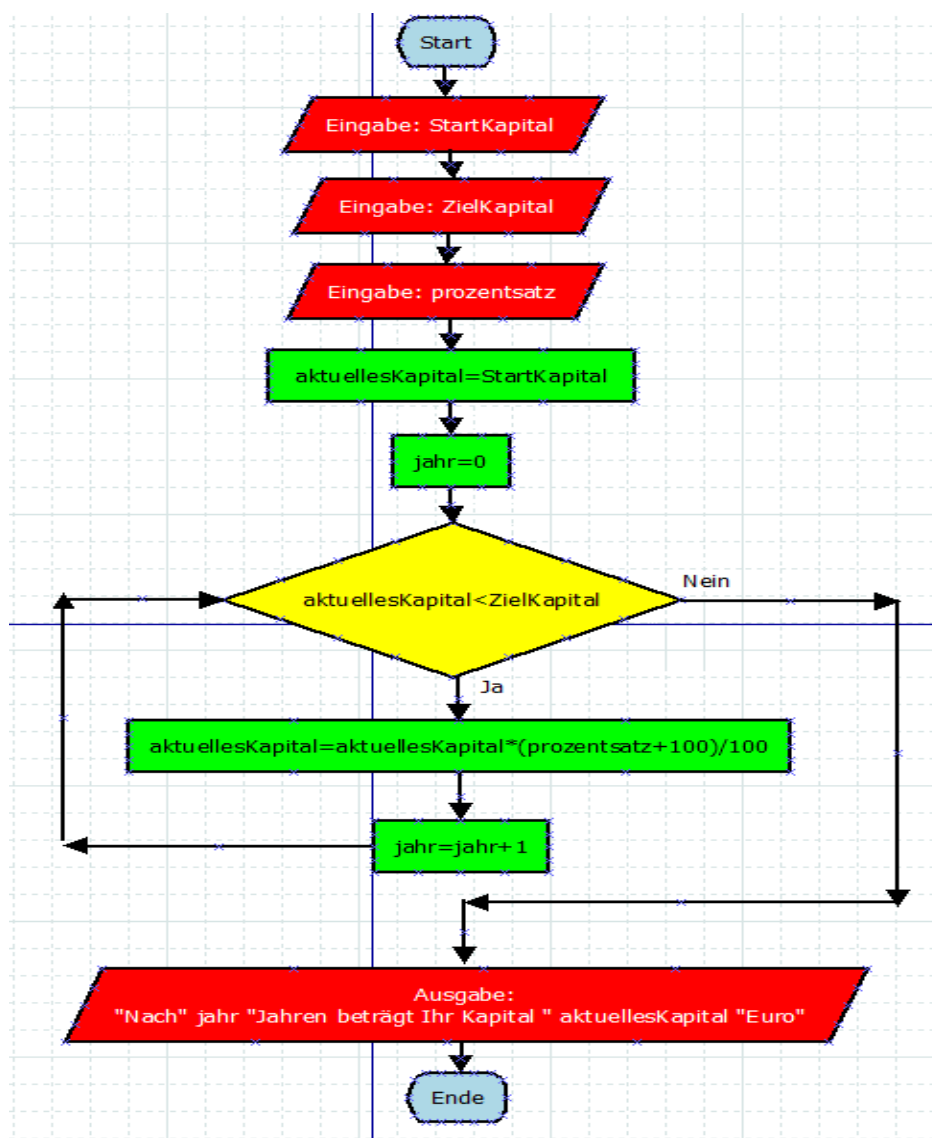 Start
Eingabe: StartKapital
Eingabe: ZielKapital
Eingabe: prozentsatz
aktuellesKapital=StartKapital
jahr=0
aktuellesKapital<ZielKapital
Nein
Ja
aktuellesKapital=aktuellesKapital*(prozentsatz+100)/100
jahr=jahr+1
Ausgabe:
"Nach" jahr "Jahren beträgt Ihr Kapital " aktuellesKapital "Euro"
Ende